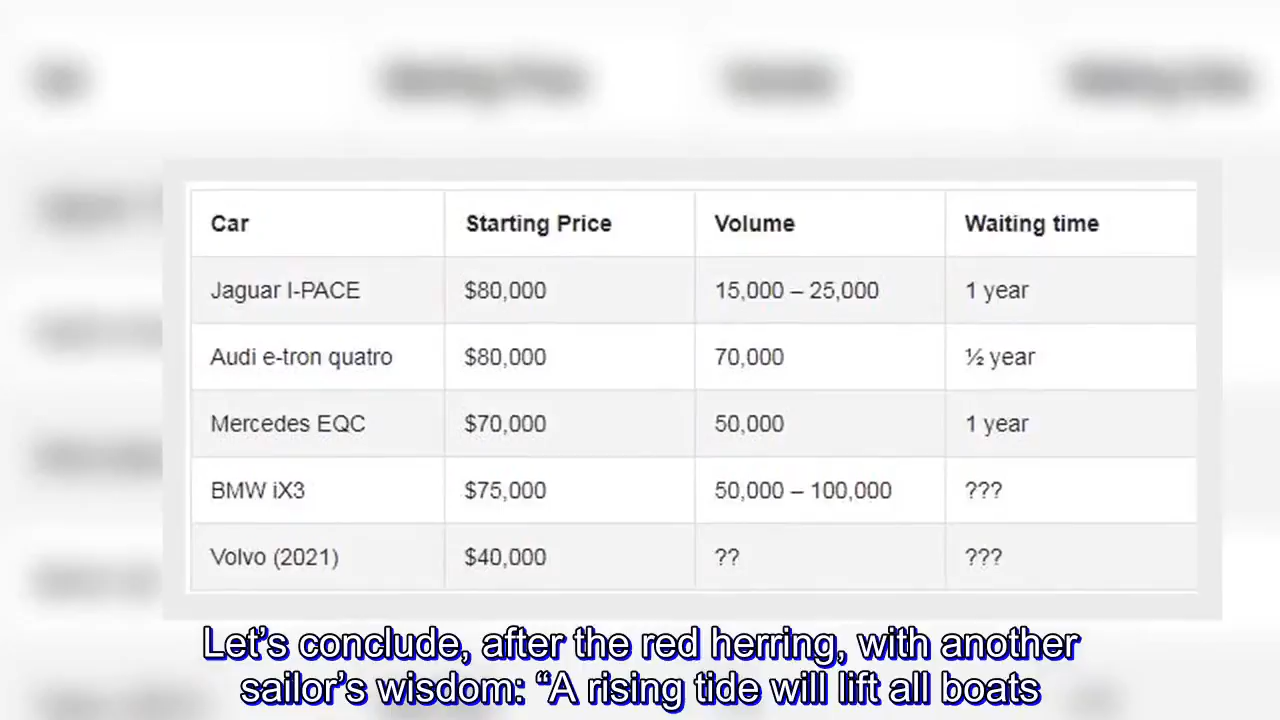 Car Starting Price Volume Waiting time
Jaguar I-PACE $80,000 15,000 – 25,000 1 year
Audi e-tron quatro $80,000 70,000 ½ year
Mercedes EQC $70,000 50,000 1 year
BMW iX3 $75,000 50,000 – 100,000 ???
Volvo (2021) $40,000 ?? ???
Let’s conclude, after the red herring, with another
sailor’s wisdom: “A rising tide will lift all boats